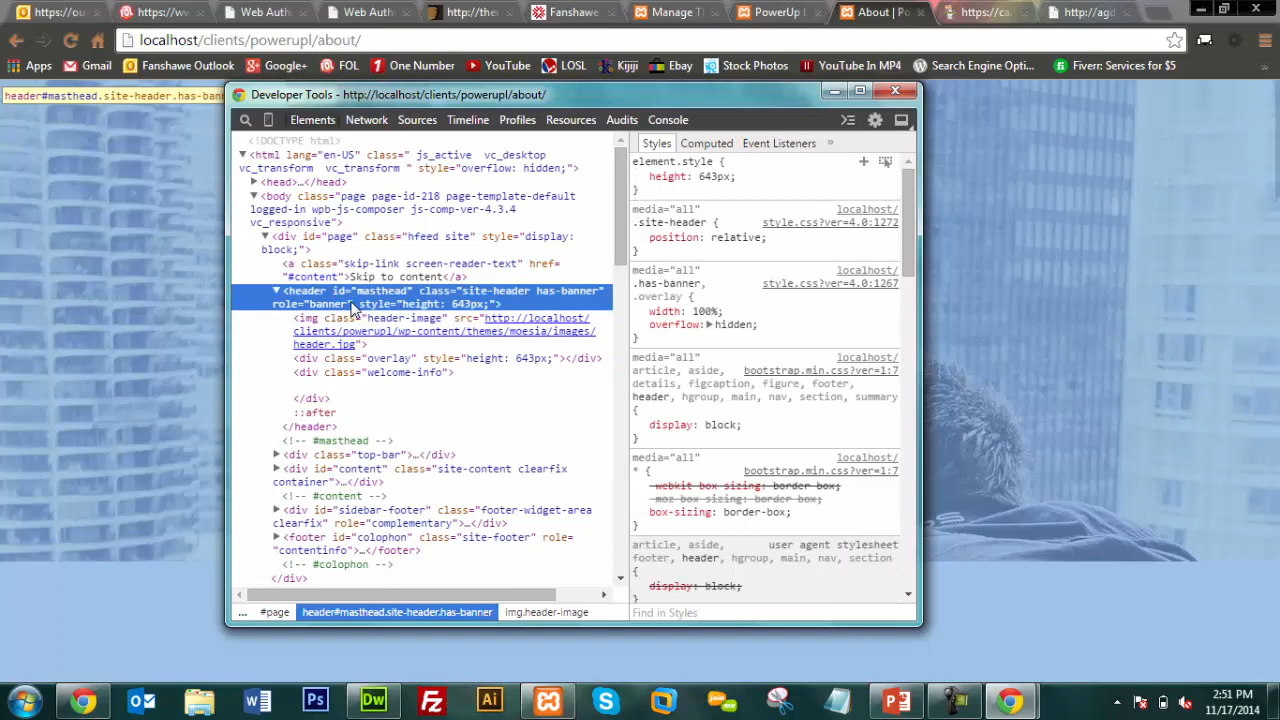 https://ww
Web Auth
Web Auth
http://the
Fanshawe
Manage T
PowerUp L
About | P
https://ca
http://agd
localhost/clients/powerupl/about/
Apps
Gmail
Fanshawe Outlook
Google+
FOL
One Number
YouTube
LOSL
Kijiji
Ebay
Stock Photos
YouTube In MP4
Search Engine Option
Fiverr: Services for $5
»
header#masthead.site-header.has-bann
Developer Tools - http://localhost/clients/powerupl/about/
Elements Network Sources Timeline Profiles Resources Audits Console
<!DOCTYPE html>
<html lang="en-US" class=" js_active  vc_desktop
vc_transform  vc_transform " style="overflow: hidden;">
<head>…</head>
<body class="page page-id-218 page-template-default
logged-in wpb-js-composer js-comp-ver-4.3.4
vc_responsive">
<div id="page" class="hfeed site" style="display:
block;">
<a class="skip-link screen-reader-text" href=
"#content">Skip to content</a>
<header id="masthead" class="site-header has-banner"
role="banner" style="height: 643px;">
<img class="header-image" src="http://localhost/
clients/powerupl/wp-content/themes/moesia/images/
header.jpg">
<div class="overlay" style="height: 643px;"></div>
<div class="welcome-info">
</div>
::after
</header>
<!-- #masthead -->
<div class="top-bar">…</div>
<div id="content" class="site-content clearfix
container">…</div>
<!-- #content -->
<div id="sidebar-footer" class="footer-widget-area
clearfix" role="complementary">…</div>
<footer id="colophon" class="site-footer" role=
"contentinfo">…</footer>
<!-- #colophon -->
</div>
... #page header#masthead.site-header.has-banner img.header-image
Styles Computed Event Listeners »
element.style {
height: 643px;
}
media="all" localhost/
.site-header { style.css?ver=4.0:1272
position: relative;
}
media="all" localhost/
.has-banner, style.css?ver=4.0:1267
.overlay {
width: 100%;
overflow: hidden;
}
media="all" localhost/
article, aside, bootstrap.min.css?ver=1:7
details, figcaption, figure, footer,
header, hgroup, main, nav, section, summary
{
display: block;
}
media="all" localhost/
* { bootstrap.min.css?ver=1:7
-webkit-box-sizing: border-box;
-moz-box-sizing: border-box;
box-sizing: border-box;
}
article, aside, user agent stylesheet
footer, header, hgroup, main, nav, section
{
display: block;
}
Find in Styles
2:51 PM
11/17/2014